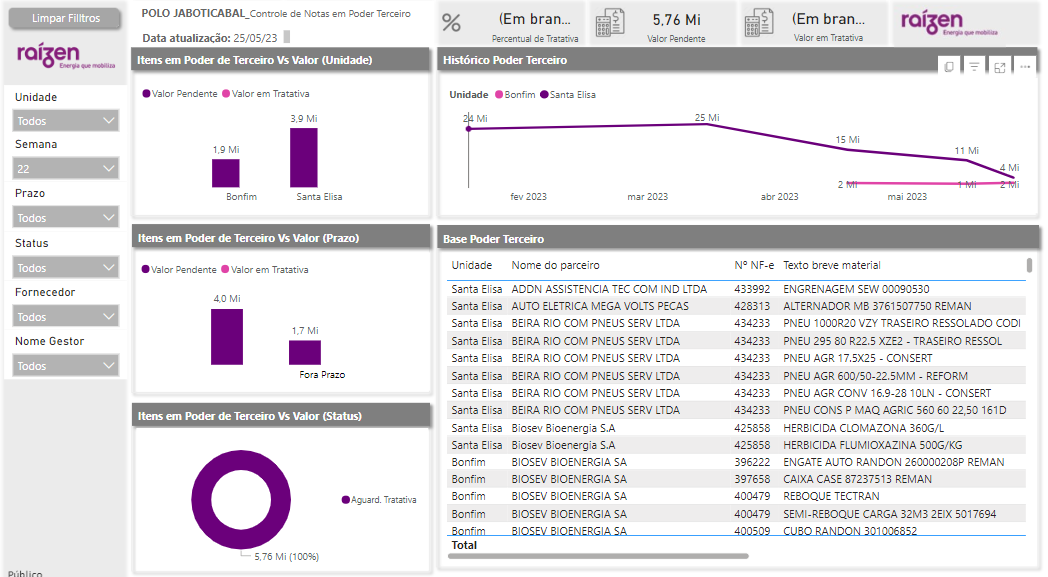 Limpar Filltros
raízen
Energia que mobiliza
POLO JABOTICABAL_Controle de Notas em Poder Terceiro
Data atualização: 25/05/23
%
(Em bran...
Percentual de Tratativa
5,76 Mi
Valor Pendente
(Em bran...
Valor em Tratativa
raízen
Energia que mobiliza
Unidade
Todos
Semana
22
Prazo
Todos
Status
Todos
Fornecedor
Todos
Nome Gestor
Todos
Público
Itens em Poder de Terceiro Vs Valor (Unidade)
Valor Pendente Valor em Tratativa
1,9 Mi
3,9 Mi
Bonfim Santa Elisa
Histórico Poder Terceiro
Unidade Bonfim Santa Elisa
24 Mi
25 Mi
15 Mi
11 Mi
4 Mi
2 Mi
1 Mi
2 Mi
fev 2023 mar 2023 abr 2023 mai 2023
Itens em Poder de Terceiro Vs Valor (Prazo)
Valor Pendente Valor em Tratativa
4,0 Mi
1,7 Mi
Fora Prazo
Itens em Poder de Terceiro Vs Valor (Status)
Aguard. Tratativa
5,76 Mi (100%)
Base Poder Terceiro
Unidade Nome do parceiro Nº NF-e Texto breve material
Santa Elisa ADDN ASSISTENCIA TEC COM IND LTDA 433992 ENGRENAGEM SEW 00090530
Santa Elisa AUTO ELETRICA MEGA VOLTS PECAS 428313 ALTERNADOR MB 3761507750 REMAN
Santa Elisa BEIRA RIO COM PNEUS SERV LTDA 434233 PNEU 1000R20 VZY TRASEIRO RESSOLADO CODI
Santa Elisa BEIRA RIO COM PNEUS SERV LTDA 434233 PNEU 295 80 R22.5 XZE2 - TRASEIRO RESSOL
Santa Elisa BEIRA RIO COM PNEUS SERV LTDA 434233 PNEU AGR 17.5X25 - CONSERT
Santa Elisa BEIRA RIO COM PNEUS SERV LTDA 434233 PNEU AGR 600/50-22.5MM - REFORM
Santa Elisa BEIRA RIO COM PNEUS SERV LTDA 434233 PNEU AGR CONV 16.9-28 10LN - CONSERT
Santa Elisa BEIRA RIO COM PNEUS SERV LTDA 434233 PNEU CONS P MAQ AGRIC 560 60 22,50 161D
Santa Elisa Biosev Bioenergia S.A 425858 HERBICIDA CLOMAZONA 360G/L
Santa Elisa Biosev Bioenergia S.A 425858 HERBICIDA FLUMIOXAZINA 500G/KG
Bonfim BIOSEV BIOENERGIA SA 396222 ENGATE AUTO RANDON 260000208P REMAN
Bonfim BIOSEV BIOENERGIA SA 397658 CAIXA CASE 87237513 REMAN
Bonfim BIOSEV BIOENERGIA SA 400479 REBOQUE TECTRAN
Bonfim BIOSEV BIOENERGIA SA 400479 SEMI-REBOQUE CARGA 32M3 2EIX 5017694
Bonfim BIOSEV BIOENERGIA SA 400509 CUBO RANDON 301006852
Total